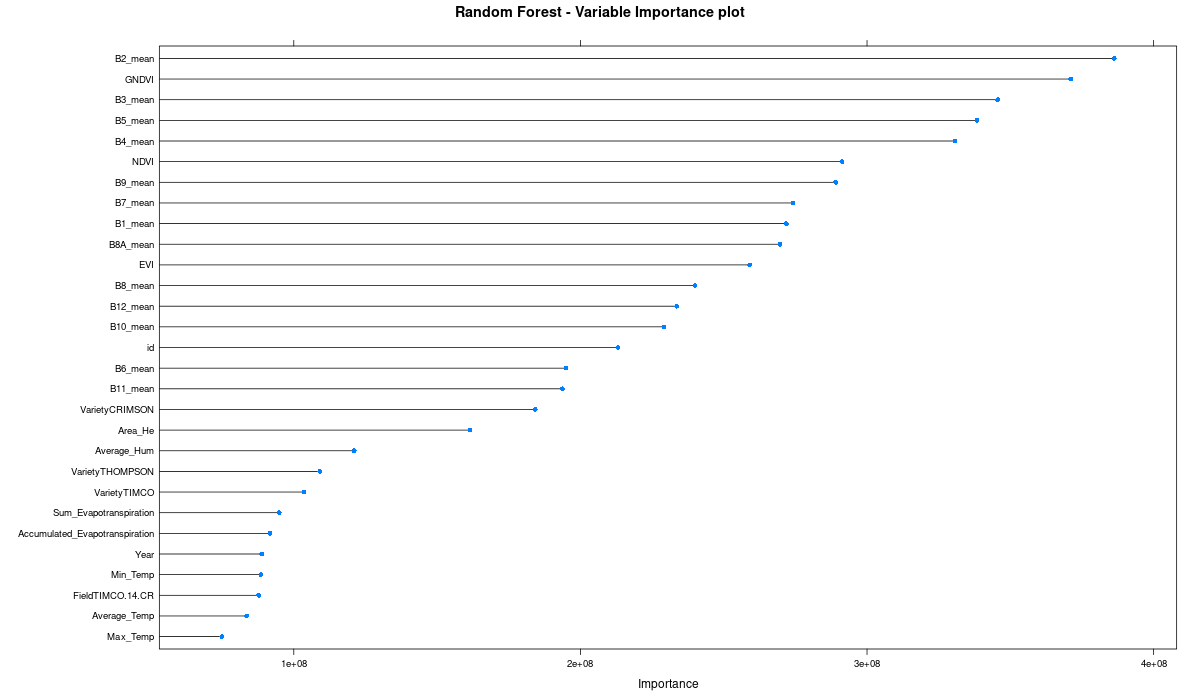 Random Forest - Variable Importance plot
B2_mean
GNDVI
B3_mean
B5_mean
B4_mean
NDVI
B9_mean
B7_mean
B1_mean
B8A_mean
EVI
B8_mean
B12_mean
B10_mean
id
B6_mean
B11_mean
VarietyCRIMSON
Area_He
Average_Hum
VarietyTHOMPSON
VarietyTIMCO
Sum_Evapotranspiration
Accumulated_Evapotranspiration
Year
Min_Temp
FieldTIMCO.14.CR
Average_Temp
Max_Temp
1e+08 2e+08 3e+08 4e+08
Importance